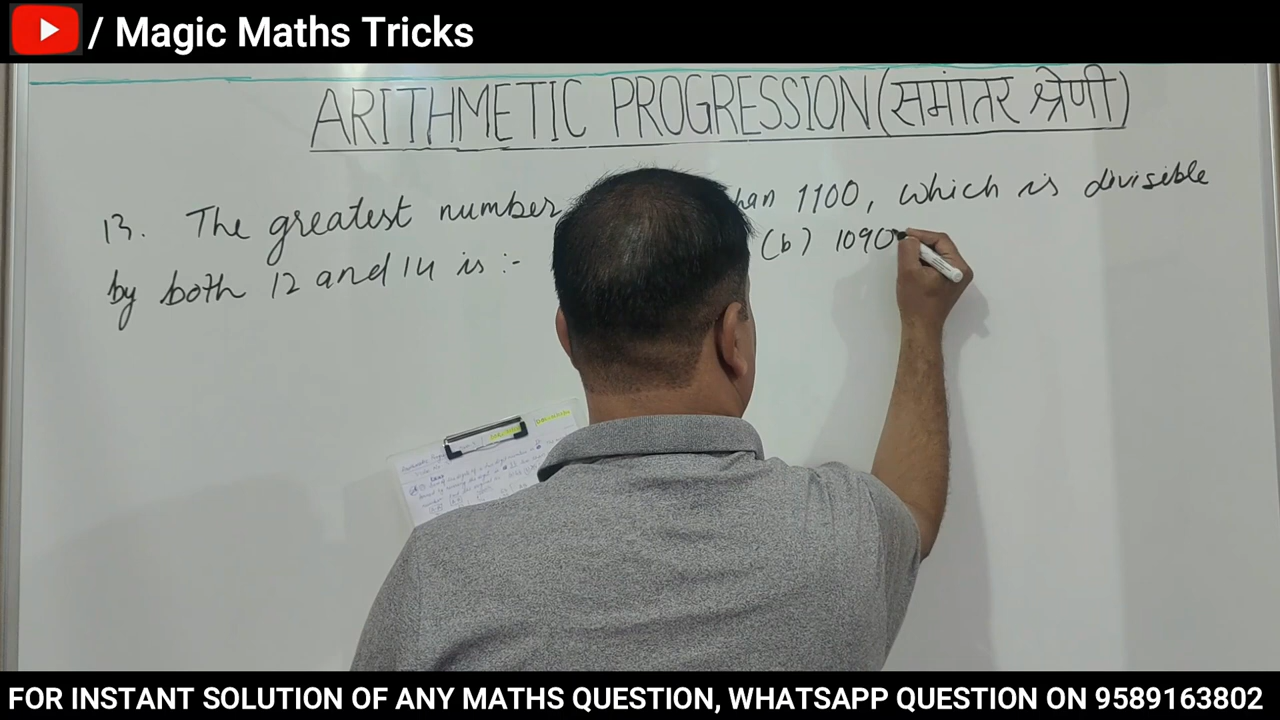 / Magic Maths Tricks
ARITHMETIC PROGRESSION (समांतर श्रेणी)
13. The greatest number han 1100, which is divisible
by both 12 and 14 is :- (b) 1090
FOR INSTANT SOLUTION OF ANY MATHS QUESTION, WHATSAPP QUESTION ON 9589163802